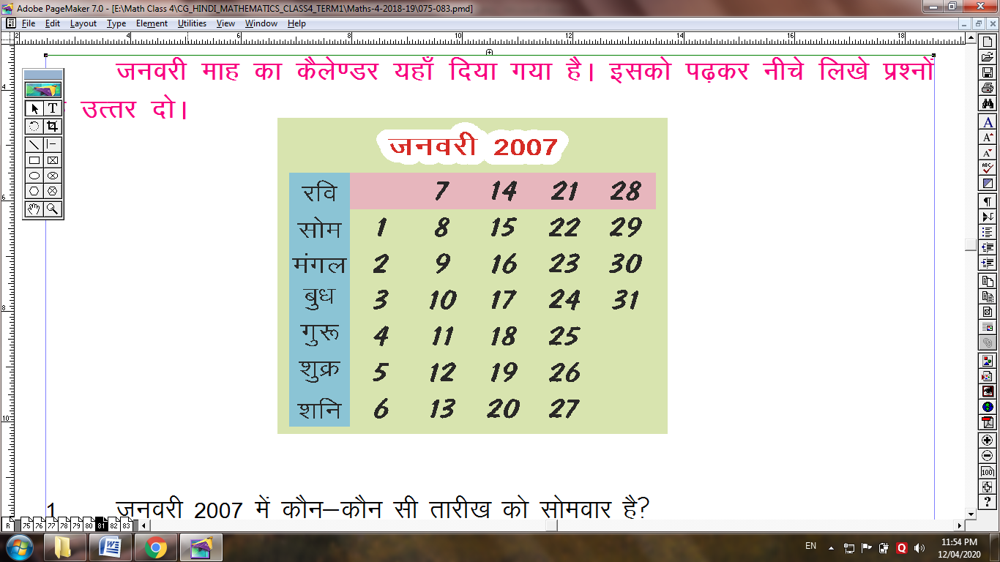 Adobe PageMaker 7.0 - [E:\Math Class 4\CG_HINDI_MATHEMATICS_CLASS4_TERM1\Maths-4-2018-19\075-083.pmd]
File Edit Layout Type Element Utilities View Window Help
2 4 6 8 10 12 14 16 18
जनवरी माह का कैलेण्डर यहाँ दिया गया है। इसको पढ़कर नीचे लिखे प्रश्नों
उत्तर दो।
जनवरी 2007
रवि 7 14 21 28
सोम 1 8 15 22 29
मंगल 2 9 16 23 30
बुध 3 10 17 24 31
गुरू 4 11 18 25
शुक्र 5 12 19 26
शनि 6 13 20 27
1 जनवरी 2007 में कौन–कौन सी तारीख को सोमवार है?
R 75 76 77 78 79 80 81 82 83
EN
11:54 PM
12/04/2020